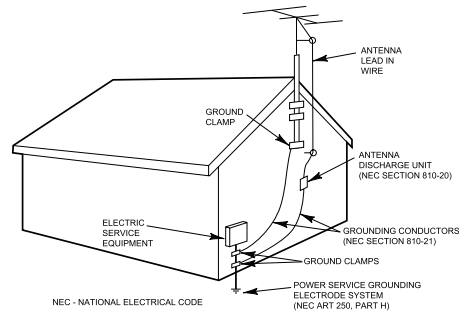 ANTENNA
LEAD IN
WIRE
GROUND
CLAMP
ANTENNA
DISCHARGE UNIT
(NEC SECTION 810-20)
ELECTRIC
SERVICE
EQUIPMENT
GROUNDING CONDUCTORS
(NEC SECTION 810-21)
GROUND CLAMPS
POWER SERVICE GROUNDING
ELECTRODE SYSTEM
(NEC ART 250, PART H)
NEC - NATIONAL ELECTRICAL CODE